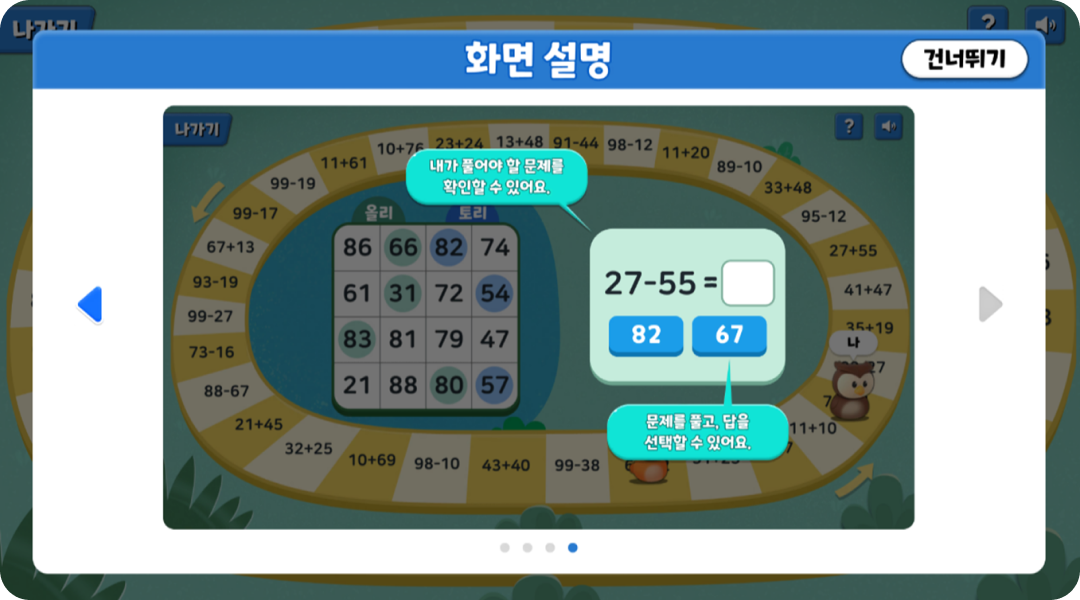 나가기
?
화면 설명
건너뛰기
나가기
?
10+76 23+24 13+48 91-44 98-12 11+20 89-10 33+48 95-12 27+55 41+47 35+19
11+61
99-19
99-17
67+13
93-19
99-27
73-16
88-67
21+45
32+25
10+69
98-10
43+40
99-38
11+10
내가 풀어야 할 문제를
확인할 수 있어요.
올리 토리
86 66 82 74
61 31 72 54
83 81 79 47
21 88 80 57
27-55=
82 67
문제를 풀고, 답을
선택할 수 있어요.
나